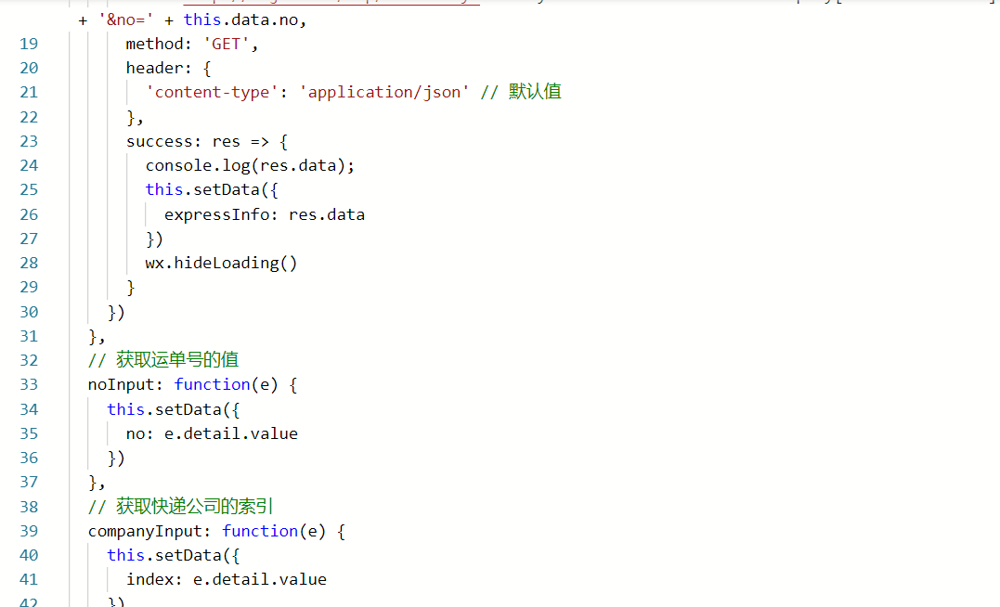 + '&no=' + this.data.no,
19 method: 'GET',
20 header: {
21 'content-type': 'application/json' // 默认值
22 },
23 success: res => {
24 console.log(res.data);
25 this.setData({
26 expressInfo: res.data
27 })
28 wx.hideLoading()
29 }
30 })
31 },
32 // 获取运单号的值
33 noInput: function(e) {
34 this.setData({
35 no: e.detail.value
36 })
37 },
38 // 获取快递公司的索引
39 companyInput: function(e) {
40 this.setData({
41 index: e.detail.value
42 })